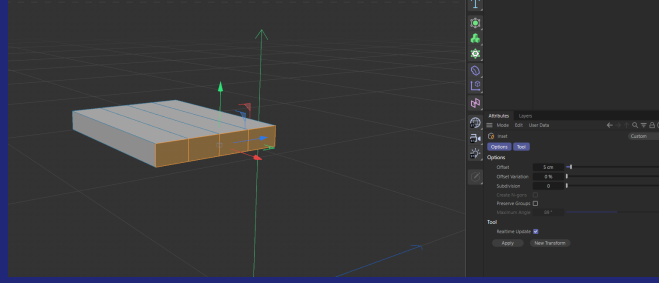 Attributes Layers
Mode Edit User Data
Inset Custom
Options Tool
Options
Offset 5 cm
Offset Variation 0 %
Subdivision 0
Create N-gons
Preserve Groups
Maximum Angle
Tool
Realtime Update
Apply New Transform